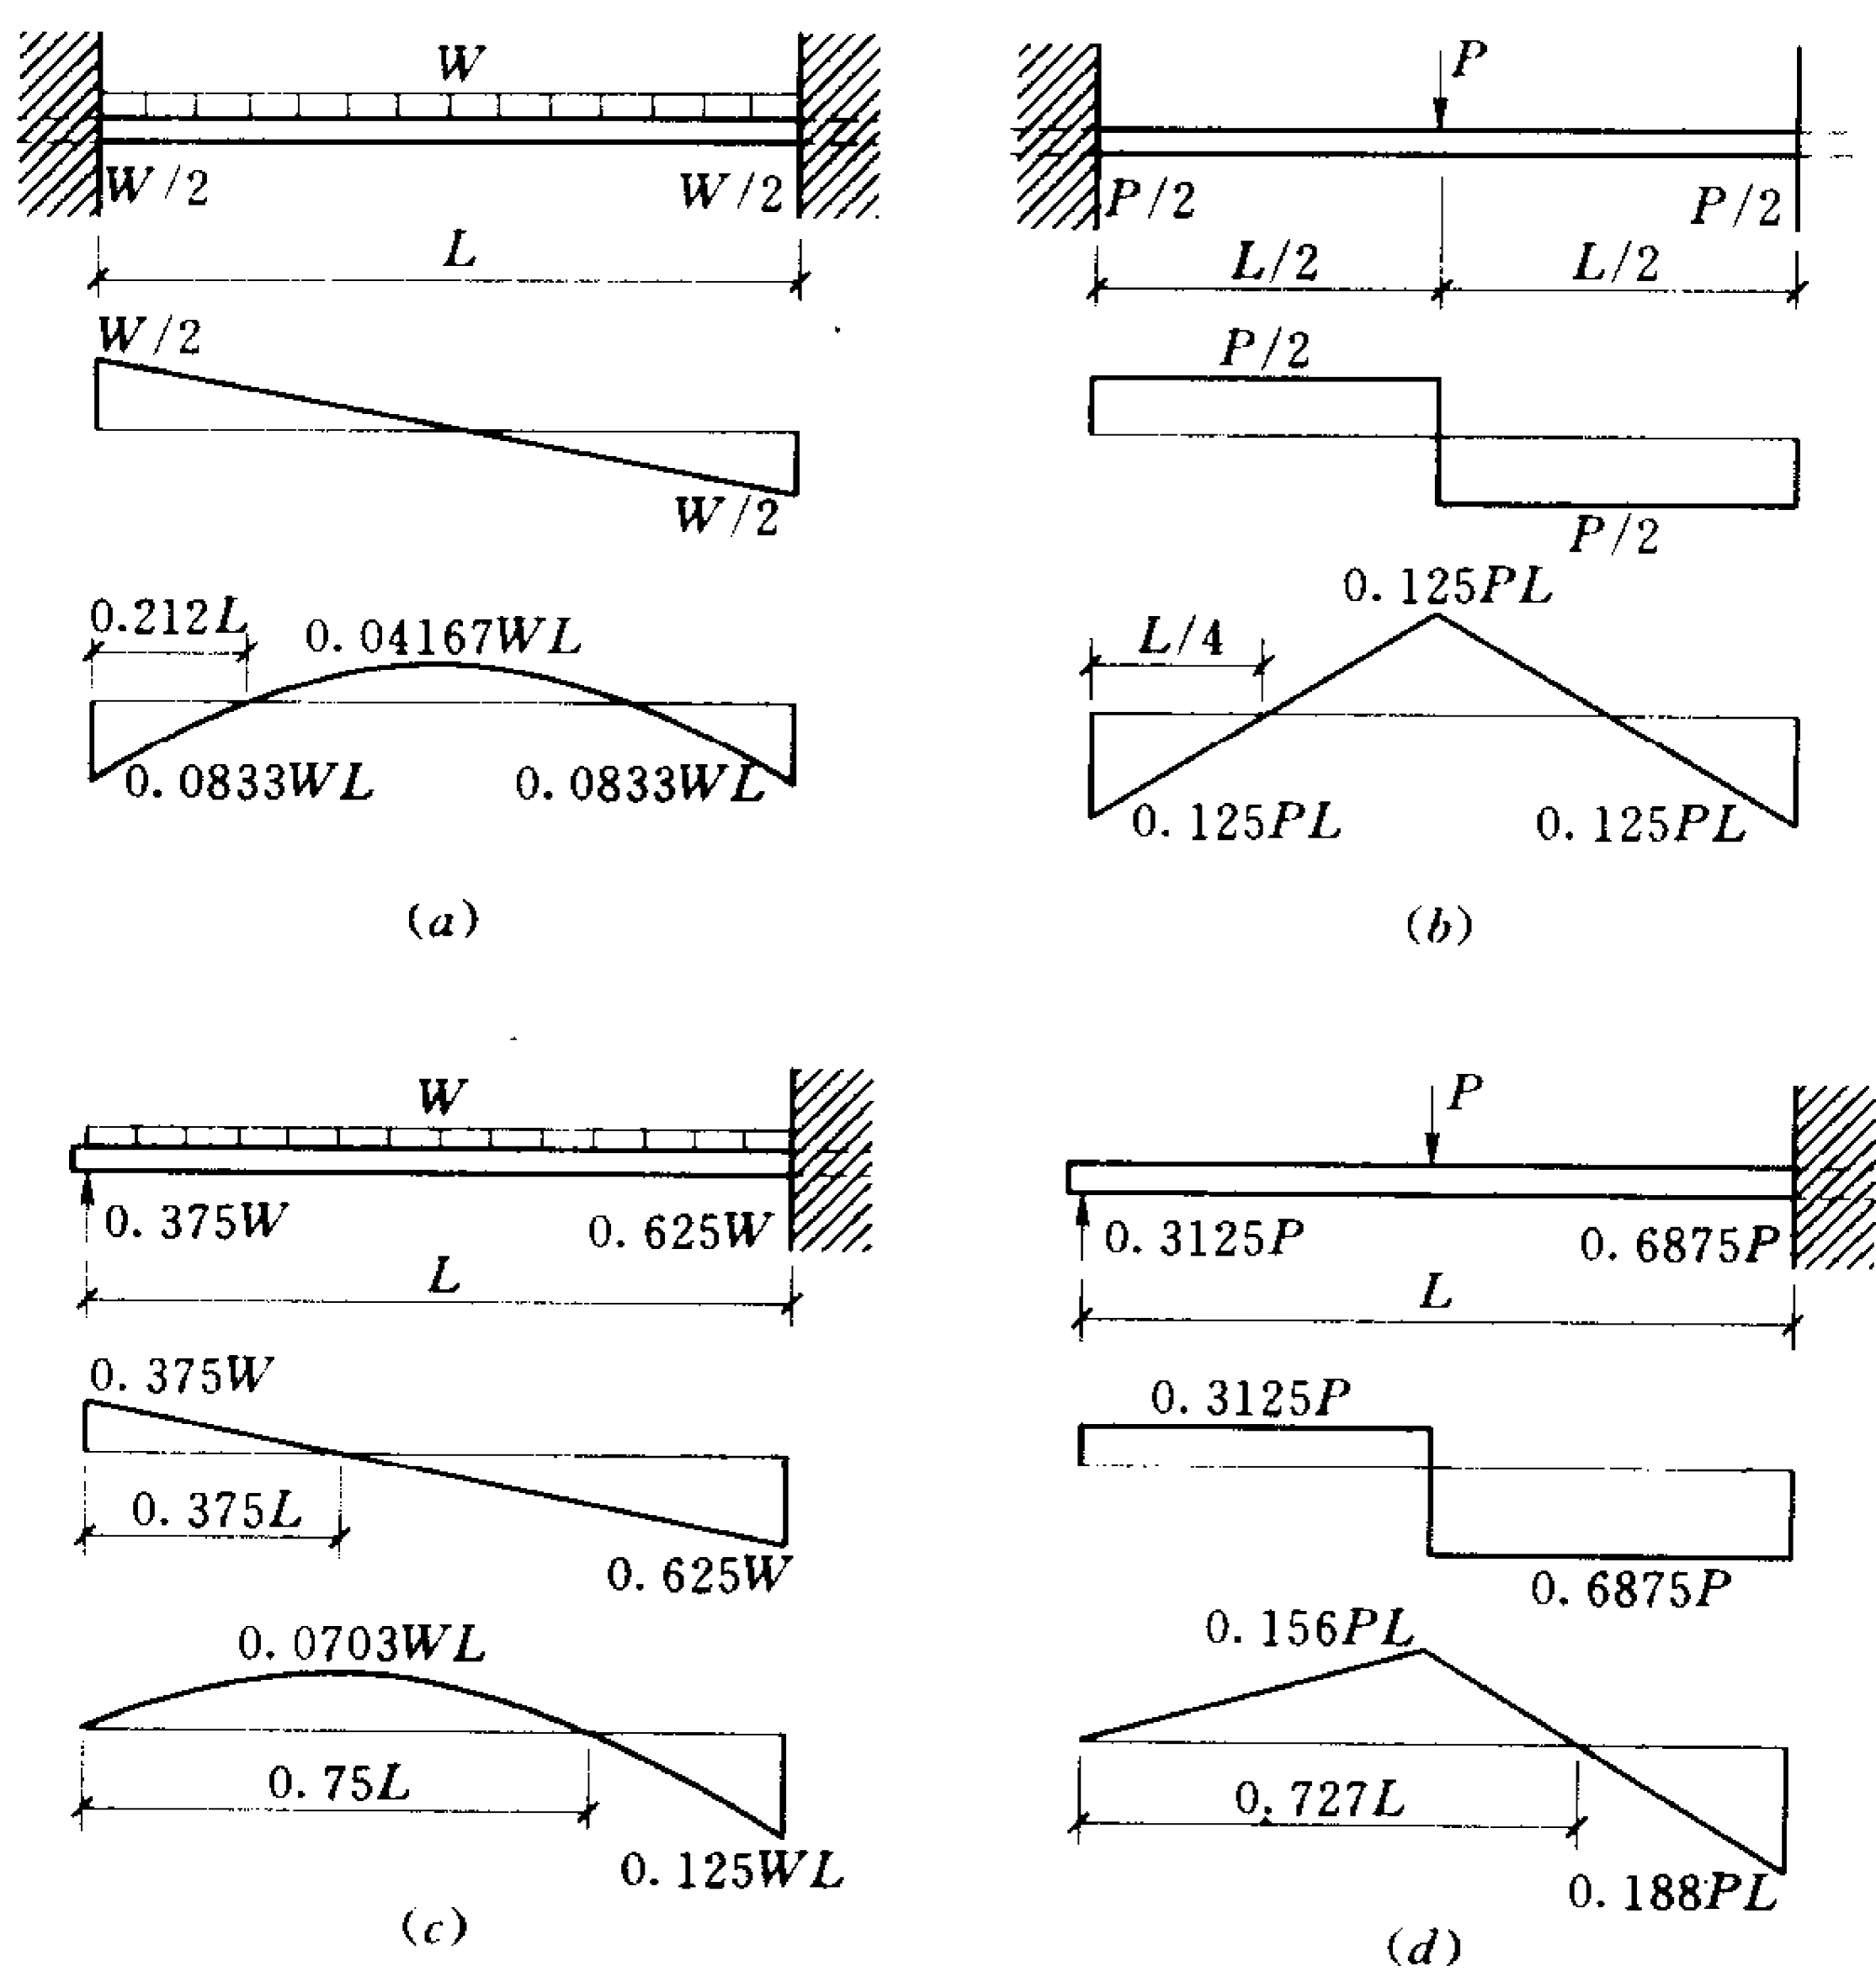 W
W/2 W/2
L
W/2
W/2
0.212L 0.04167WL
0.0833WL 0.0833WL
(a)
P
P/2 P/2
L/2 L/2
P/2
P/2
0.125PL
L/4
0.125PL 0.125PL
(b)
W
0.375W 0.625W
L
0.375W
0.375L
0.625W
0.0703WL
0.75L
0.125WL
(c)
P
0.3125P 0.6875P
L
0.3125P
0.6875P
0.156PL
0.727L
0.188PL
(d)